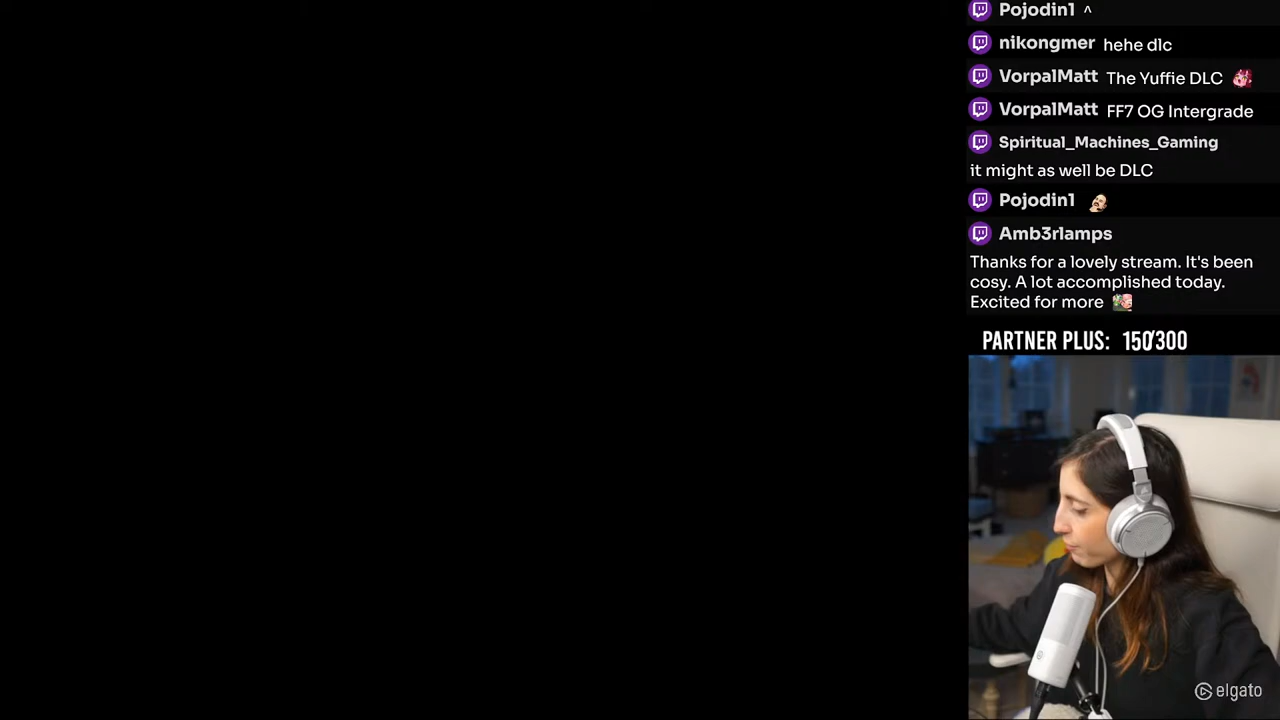 Pojodin1 ^
nikongmer hehe dlc
VorpalMatt The Yuffie DLC
VorpalMatt FF7 OG Intergrade
Spiritual_Machines_Gaming
it might as well be DLC
Pojodin1
Amb3rlamps
Thanks for a lovely stream. It's been
cosy. A lot accomplished today.
Excited for more
PARTNER PLUS: 150/300
elgato